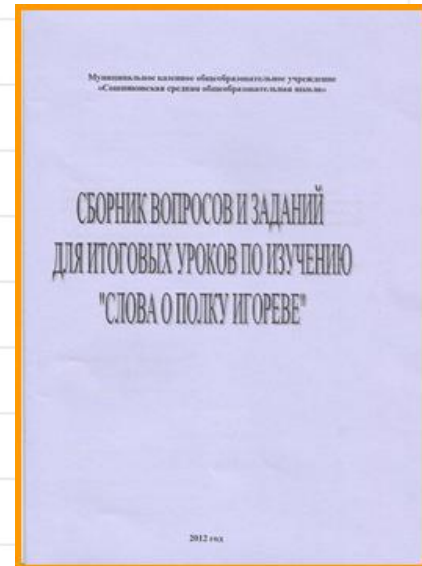 Муниципальное казенное общеобразовательное учреждение
«Сошниковская средняя общеобразовательная школа»
СБОРНИК ВОПРОСОВ И ЗАДАНИЙ
ДЛЯ ИТОГОВЫХ УРОКОВ ПО ИЗУЧЕНИЮ
"СЛОВА О ПОЛКУ ИГОРЕВЕ"
2012 год